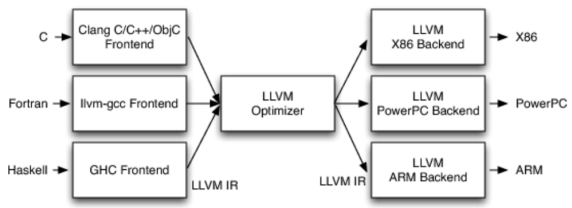 C
Clang C/C++/ObjC
Frontend
LLVM
X86 Backend
X86
Fortran
llvm-gcc Frontend
LLVM
Optimizer
LLVM
PowerPC Backend
PowerPC
Haskell
GHC Frontend
LLVM IR
LLVM IR
LLVM
ARM Backend
ARM